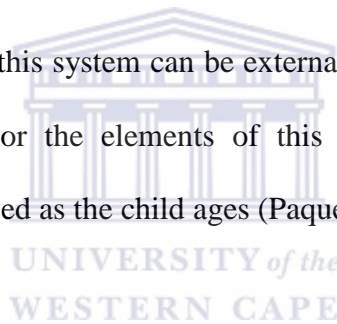 this system can be externa
or the elements of this
ed as the child ages (Paque
UNIVERSITY of the
WESTERN CAPE